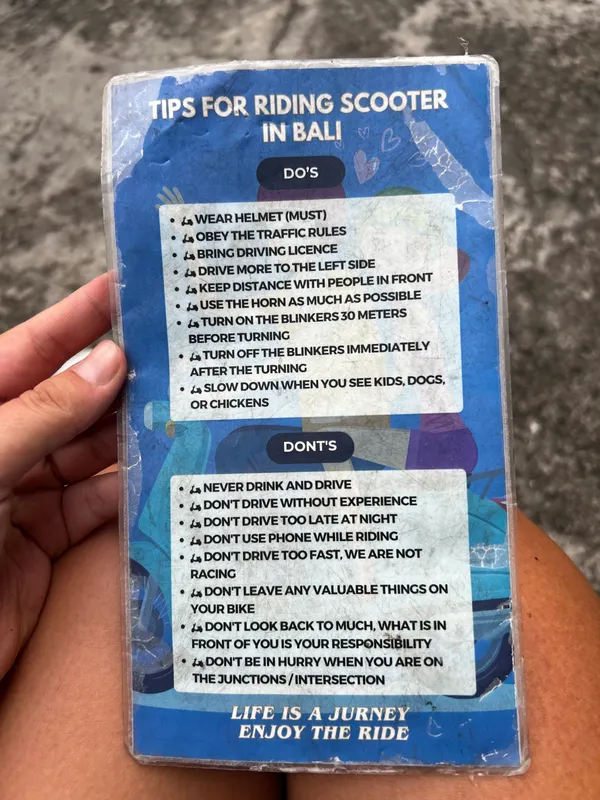 TIPS FOR RIDING SCOOTER
IN BALI
DO'S
• WEAR HELMET (MUST)
• OBEY THE TRAFFIC RULES
• BRING DRIVING LICENCE
• DRIVE MORE TO THE LEFT SIDE
• KEEP DISTANCE WITH PEOPLE IN FRONT
• USE THE HORN AS MUCH AS POSSIBLE
• TURN ON THE BLINKERS 30 METERS
BEFORE TURNING
• TURN OFF THE BLINKERS IMMEDIATELY
AFTER THE TURNING
• SLOW DOWN WHEN YOU SEE KIDS, DOGS,
OR CHICKENS
DONT'S
• NEVER DRINK AND DRIVE
• DON'T DRIVE WITHOUT EXPERIENCE
• DON'T DRIVE TOO LATE AT NIGHT
• DON'T USE PHONE WHILE RIDING
• DON'T DRIVE TOO FAST, WE ARE NOT
RACING
• DON'T LEAVE ANY VALUABLE THINGS ON
YOUR BIKE
• DON'T LOOK BACK TO MUCH, WHAT IS IN
FRONT OF YOU IS YOUR RESPONSIBILITY
• DON'T BE IN HURRY WHEN YOU ARE ON
THE JUNCTIONS / INTERSECTION
LIFE IS A JURNEY
ENJOY THE RIDE